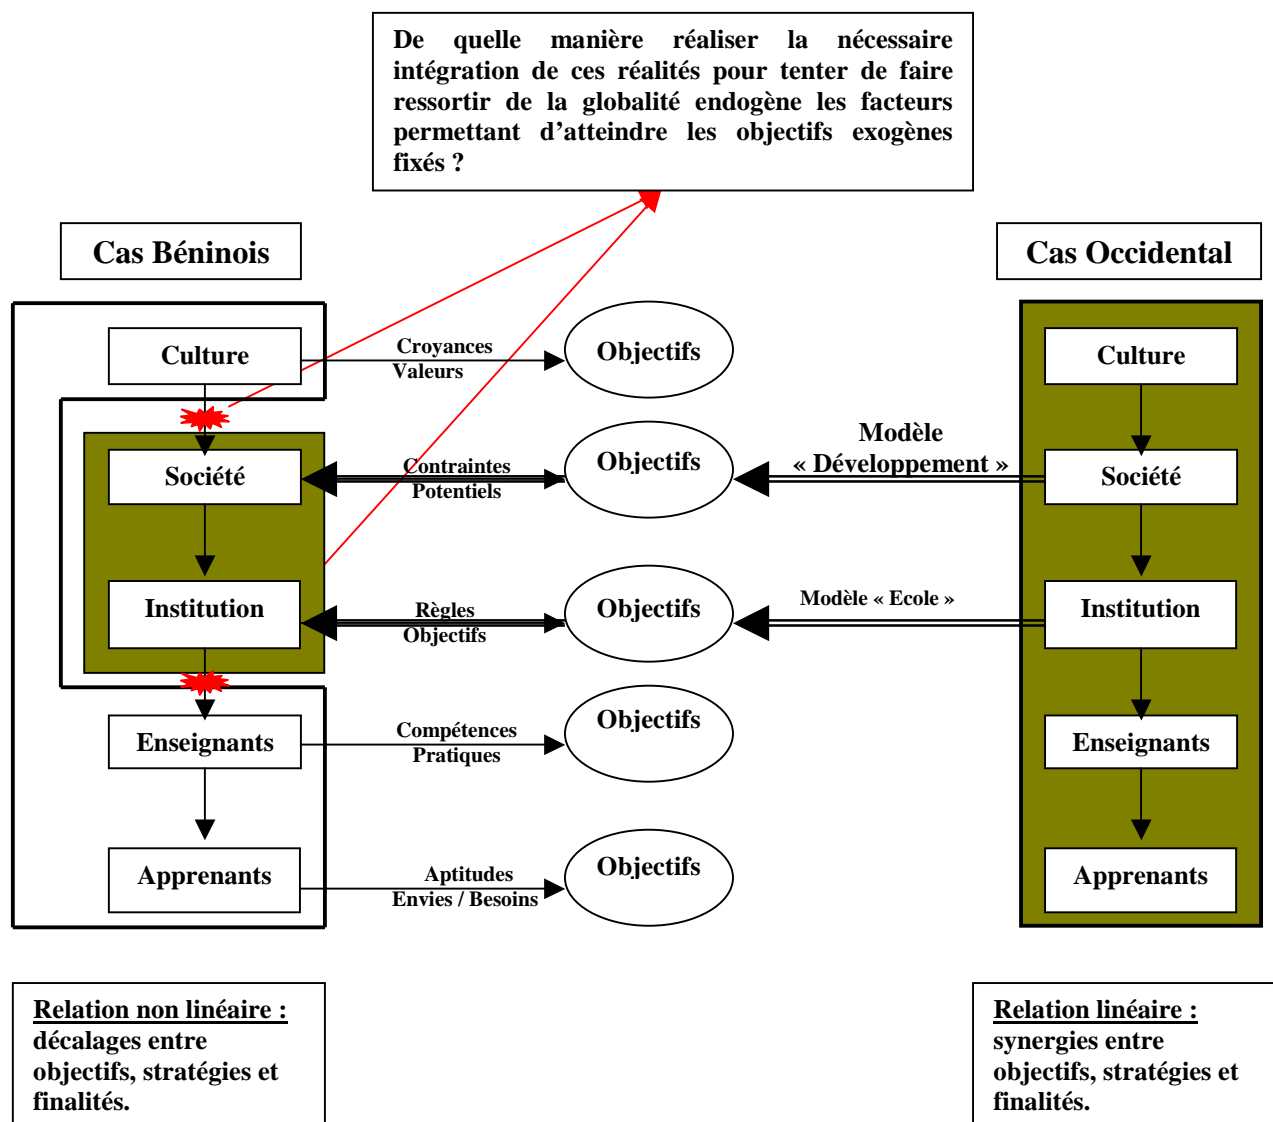 De quelle manière réaliser la nécessaire
intégration de ces réalités pour tenter de faire
ressortir de la globalité endogène les facteurs
permettant d'atteindre les objectifs exogènes
fixés ?
Cas Béninois
Cas Occidental
Culture
Croyances
Valeurs
Objectifs
Culture
Société
Contraintes
Potentiels
Objectifs
Modèle
« Développement »
Société
Institution
Règles
Objectifs
Objectifs
Modèle « Ecole »
Institution
Enseignants
Compétences
Pratiques
Objectifs
Enseignants
Apprenants
Aptitudes
Envies / Besoins
Objectifs
Apprenants
Relation non linéaire :
décalages entre
objectifs, stratégies et
finalités.
Relation linéaire :
synergies entre
objectifs, stratégies et
finalités.